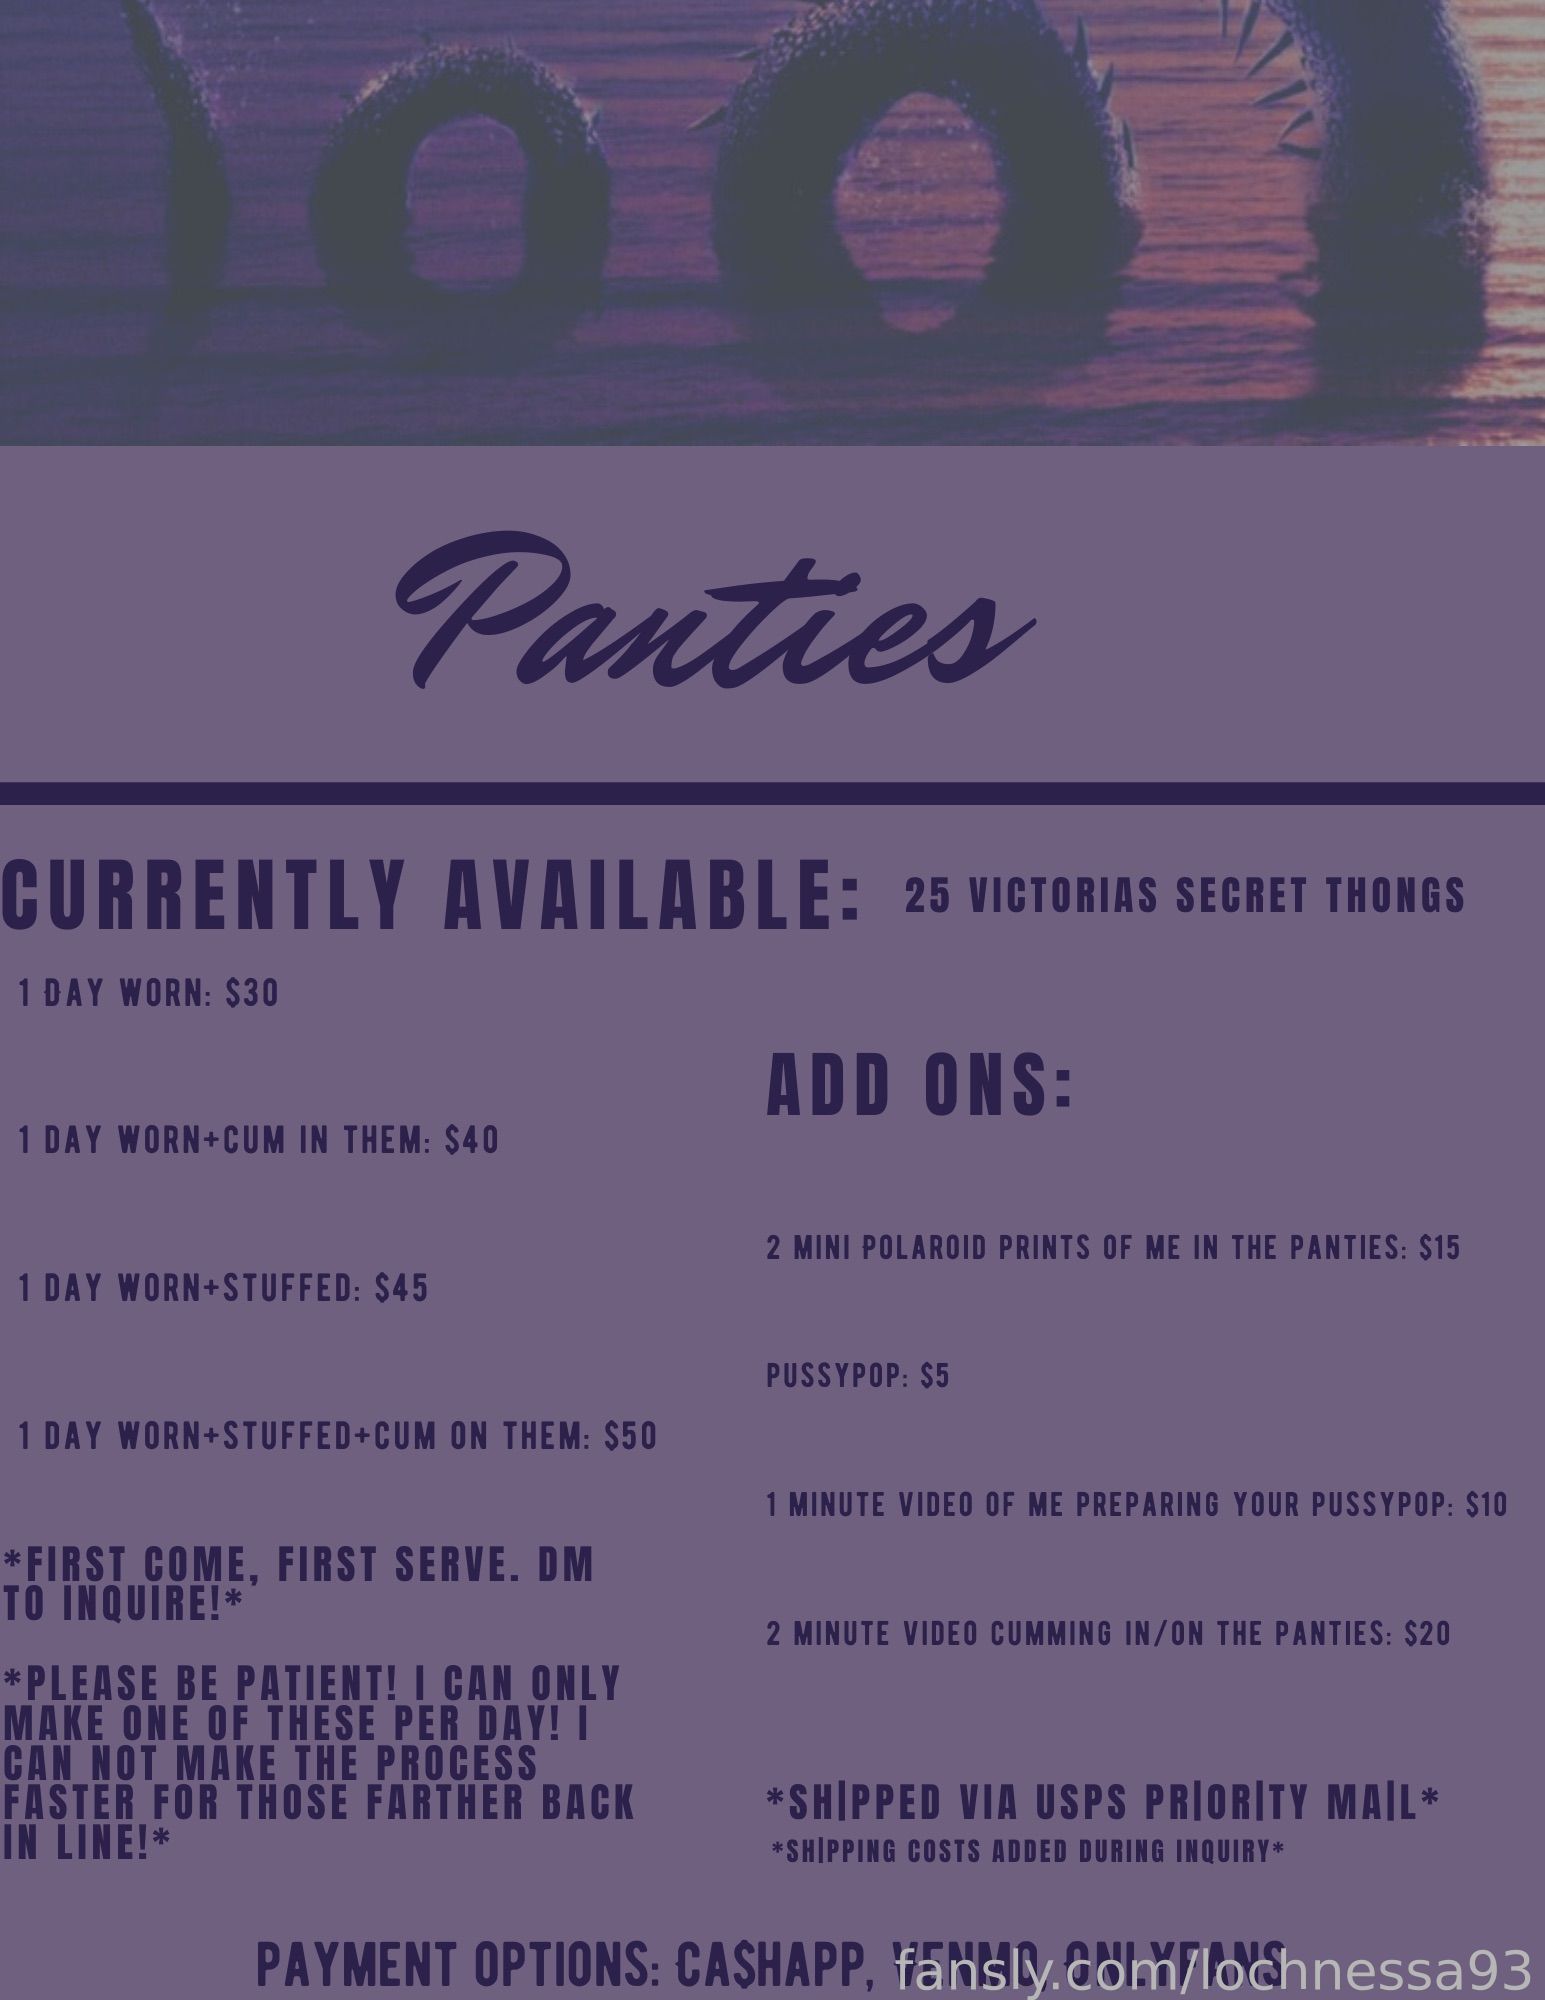 Panties
CURRENTLY AVAILABLE: 25 VICTORIAS SECRET THONGS
1 DAY WORN: $30
1 DAY WORN+CUM IN THEM: $40
1 DAY WORN+STUFFED: $45
1 DAY WORN+STUFFED+CUM ON THEM: $50
*FIRST COME, FIRST SERVE. DM
TO INQUIRE!*
*PLEASE BE PATIENT! I CAN ONLY
MAKE ONE OF THESE PER DAY! I
CAN NOT MAKE THE PROCESS
FASTER FOR THOSE FARTHER BACK
IN LINE!*
ADD ONS:
2 MINI POLAROID PRINTS OF ME IN THE PANTIES: $15
PUSSYPOP: $5
1 MINUTE VIDEO OF ME PREPARING YOUR PUSSYPOP: $10
2 MINUTE VIDEO CUMMING IN/ON THE PANTIES: $20
*SHIPPED VIA USPS PRIORITY MAIL*
*SHIPPING COSTS ADDED DURING INQUIRY*
PAYMENT OPTIONS: CA$HAPP, VENMO, ONLYFANS
fansly.com/lochnessa93